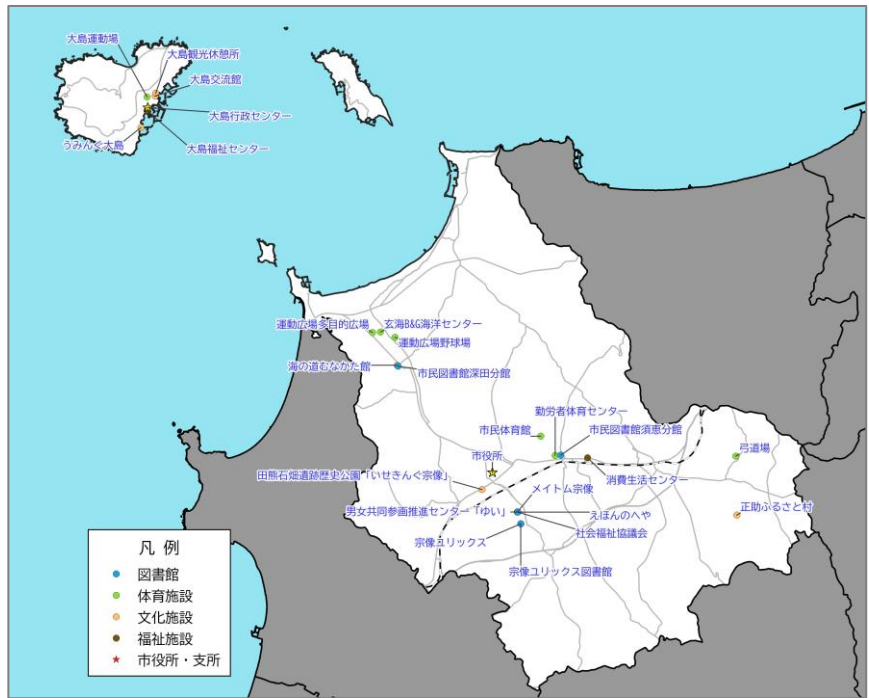 大島運動場
大島観光休憩所
大島交流館
大島行政センター
うみんぐ大島
大島福祉センター
運動広場多目的広場
玄海B&G海洋センター
運動広場野球場
海の道むなかた館
市民図書館深田分館
勤労者体育センター
市民体育館
市民図書館須恵分館
弓道場
市役所
田熊石畑遺跡歴史公園「いせきんぐ宗像」
消費生活センター
メイトム宗像
男女共同参画推進センター「ゆい」
えほんのへや
正助ふるさと村
社会福祉協議会
宗像ユリックス
宗像ユリックス図書館
凡 例
図書館
体育施設
文化施設
福祉施設
市役所・支所